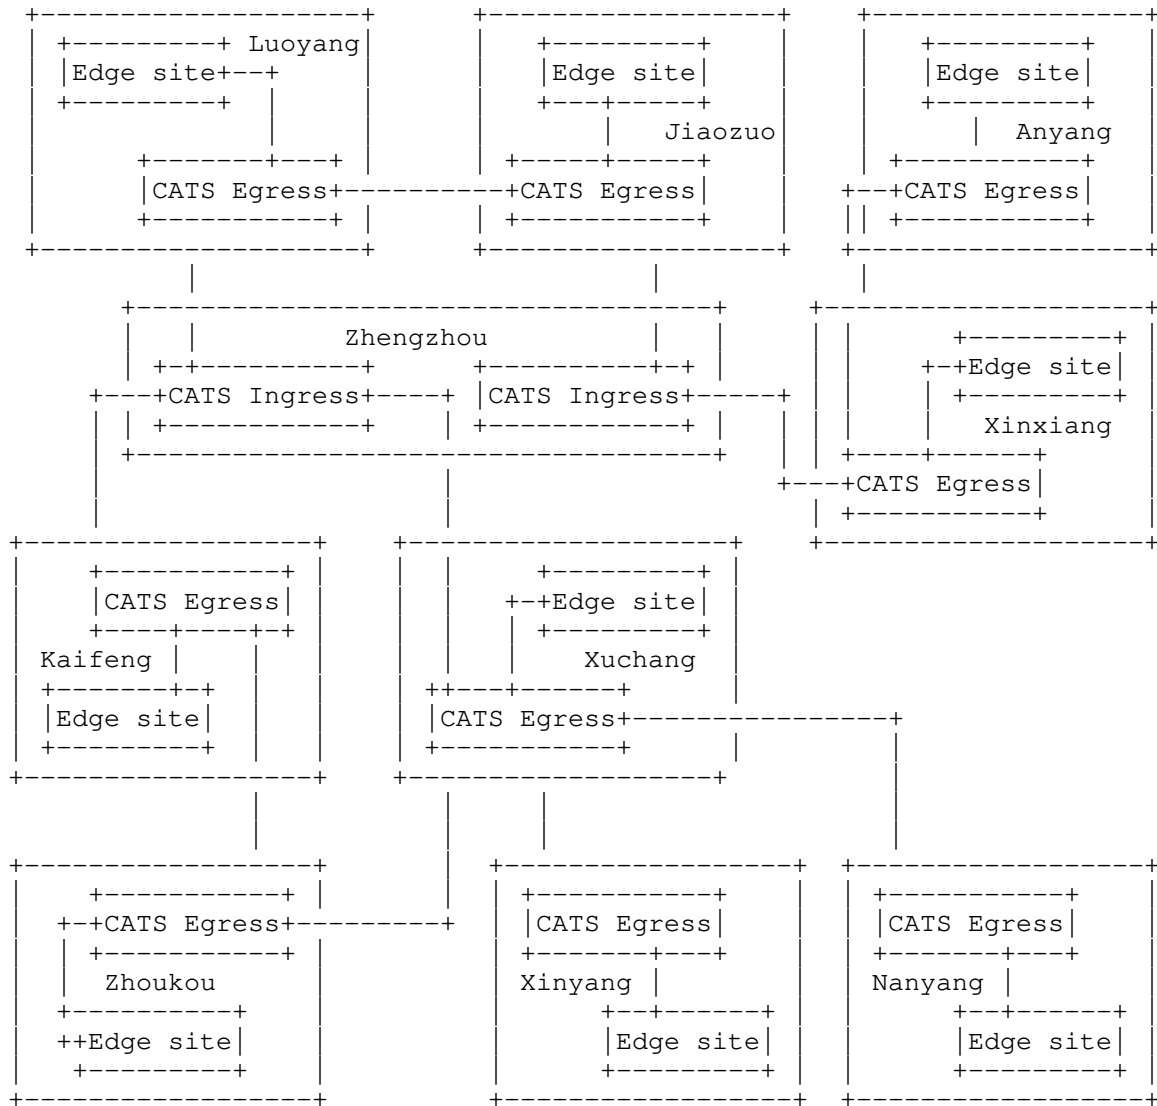 Luoyang
Edge site Edge site Edge site
Jiaozuo Anyang
CATS Egress CATS Egress CATS Egress
Zhengzhou
Edge site
CATS Ingress CATS Ingress
Xinxiang
CATS Egress
CATS Egress Edge site
Kaifeng Xuchang
Edge site CATS Egress
CATS Egress CATS Egress CATS Egress
Zhoukou Xinyang Nanyang
Edge site Edge site Edge site